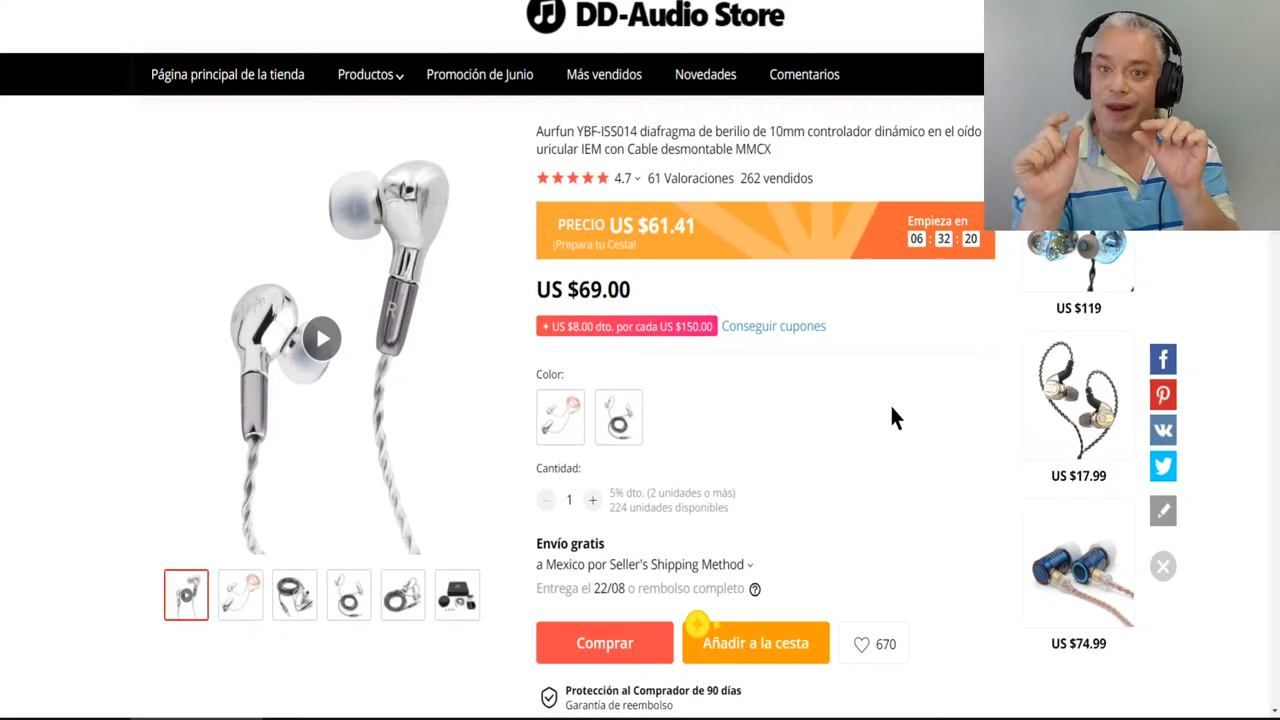 DD-Audio Store
Página principal de la tienda
Productos
Promoción de Junio
Más vendidos
Novedades
Comentarios
Aurfun YBF-ISS014 diafragma de berilio de 10mm controlador dinámico en el oído
uricular IEM con Cable desmontable MMCX
4.7 61 Valoraciones 262 vendidos
PRECIO US $61.41
¡Prepara tu Cesta!
Empieza en
06 : 32 : 20
US $69.00
US $8.00 dto. por cada US $150.00 Conseguir cupones
Color:
Cantidad:
1
5% dto. (2 unidades o más)
224 unidades disponibles
Envío gratis
a Mexico por Seller's Shipping Method
Entrega el 22/08 o rembolso completo
Comprar
Añadir a la cesta
670
Protección al Comprador de 90 días
Garantía de reembolso
R
US $119
US $17.99
US $74.99